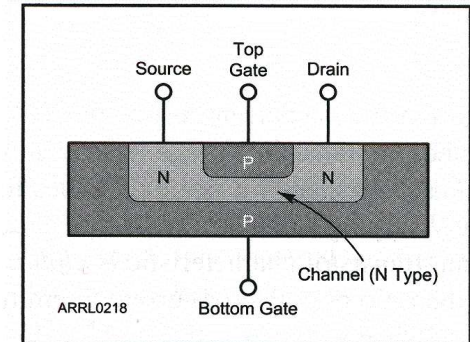 Top
Gate
Source
Drain
P
N
N
P
Channel (N Type)
ARRL0218
Bottom Gate